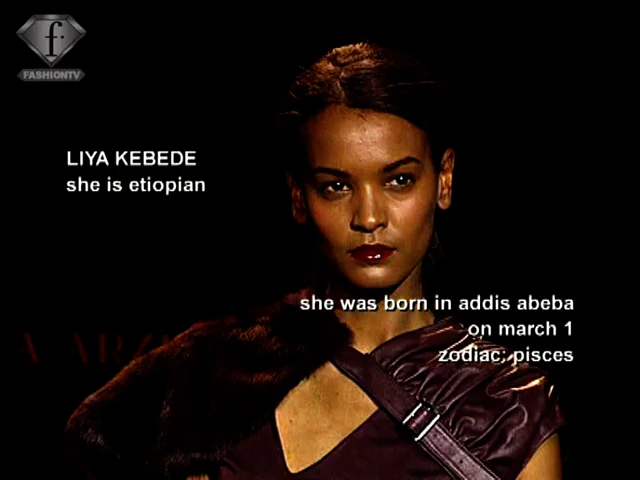 f
FASHIONTV
LIYA KEBEDE
she is etiopian
she was born in addis abeba
on march 1
zodiac: pisces